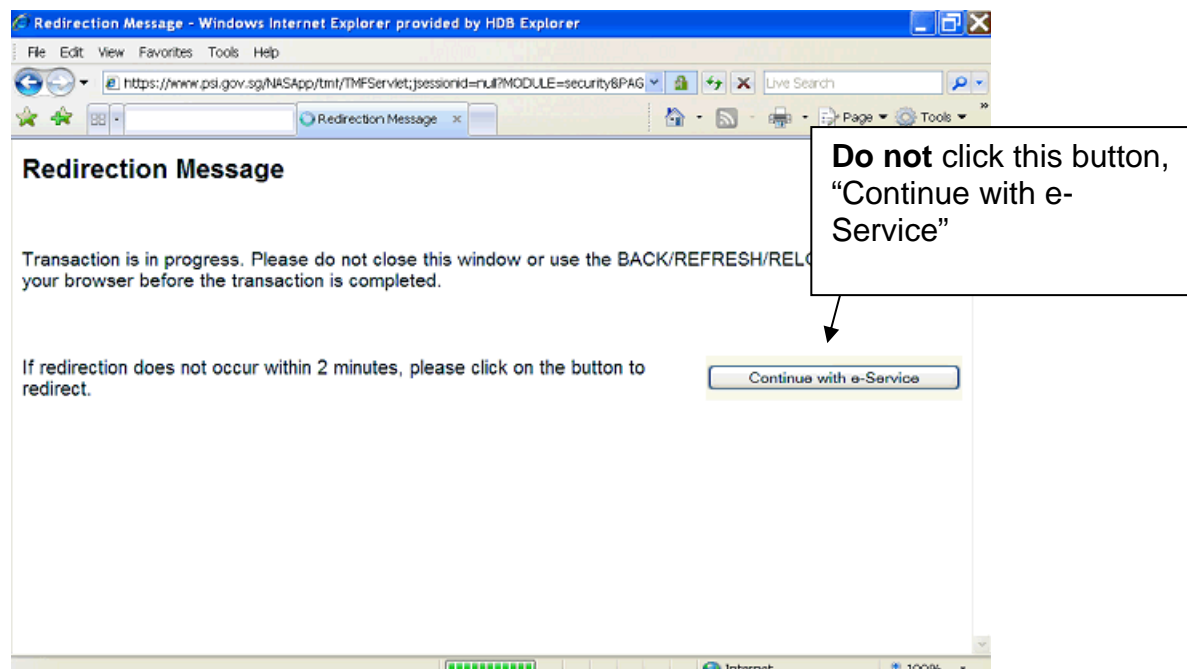 Redirection Message - Windows Internet Explorer provided by HDB Explorer
File Edit View Favorites Tools Help
https://www.psi.gov.sg/NASApp/tmf/TMFServlet;jsessionid=null?MODULE=security&PAG
Live Search
Redirection Message
Page
Tools
Do not click this button,
“Continue with e-
Service”
Redirection Message
Transaction is in progress. Please do not close this window or use the BACK/REFRESH/RELO
your browser before the transaction is completed.
If redirection does not occur within 2 minutes, please click on the button to
redirect.
Continue with e-Service
Internet
100%